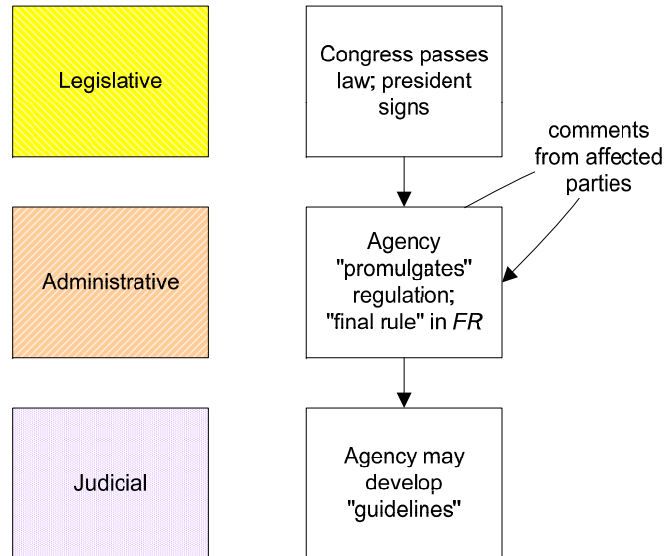 Legislative
Congress passes
law; president
signs
comments
from affected
parties
Administrative
Agency
"promulgates"
regulation;
"final rule" in FR
Judicial
Agency may
develop
"guidelines"